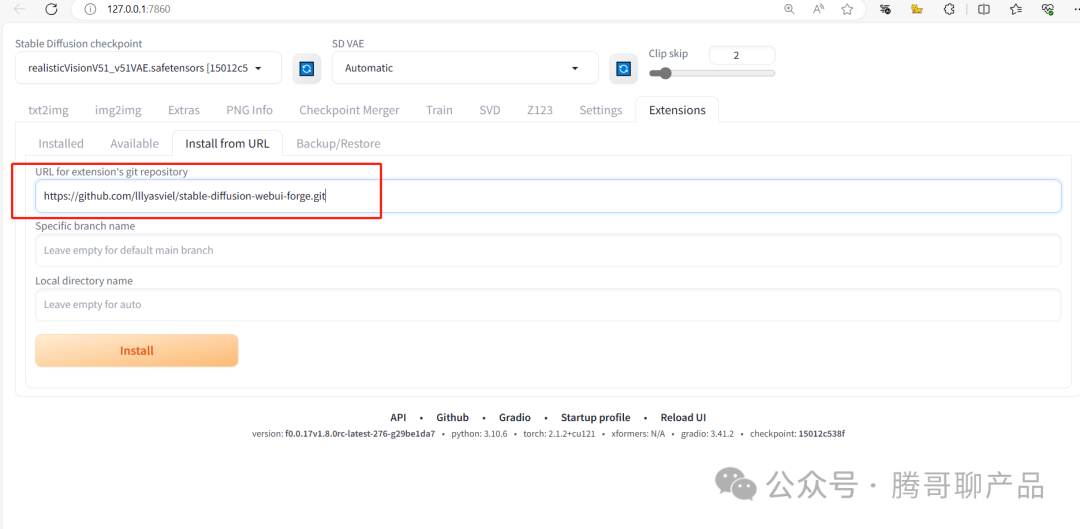 127.0.0.1:7860
Stable Diffusion checkpoint SD VAE Clip skip 2
realisticVisionV51_v51VAE.safetensors [15012c5 Automatic
txt2img img2img Extras PNG Info Checkpoint Merger Train SVD Z123 Settings Extensions
Installed Available Install from URL Backup/Restore
URL for extension's git repository
https://github.com/lllyasviel/stable-diffusion-webui-forge.git
Specific branch name
Leave empty for default main branch
Local directory name
Leave empty for auto
Install
API • Github • Gradio • Startup profile • Reload UI
version: f0.0.17v1.8.0rc-latest-276-g29be1da7 • python: 3.10.6 • torch: 2.1.2+cu121 • xformers: N/A • gradio: 3.41.2 • checkpoint: 15012c538f
公众号 · 腾哥聊产品